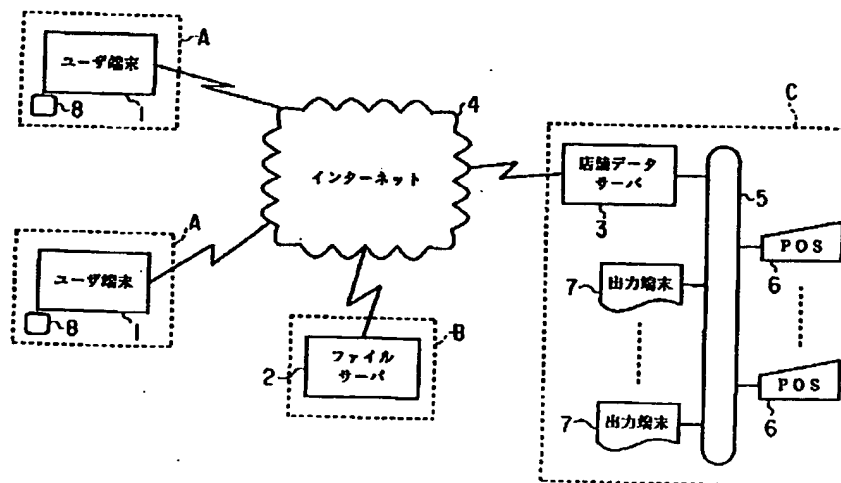 A
ユーザ端末
8
1
4
インターネット
A
ユーザ端末
8
1
B
2
ファイル
サーバ
C
店舗データ
サーバ
3
5
POS
6
7
出力端末
7
出力端末
POS
6